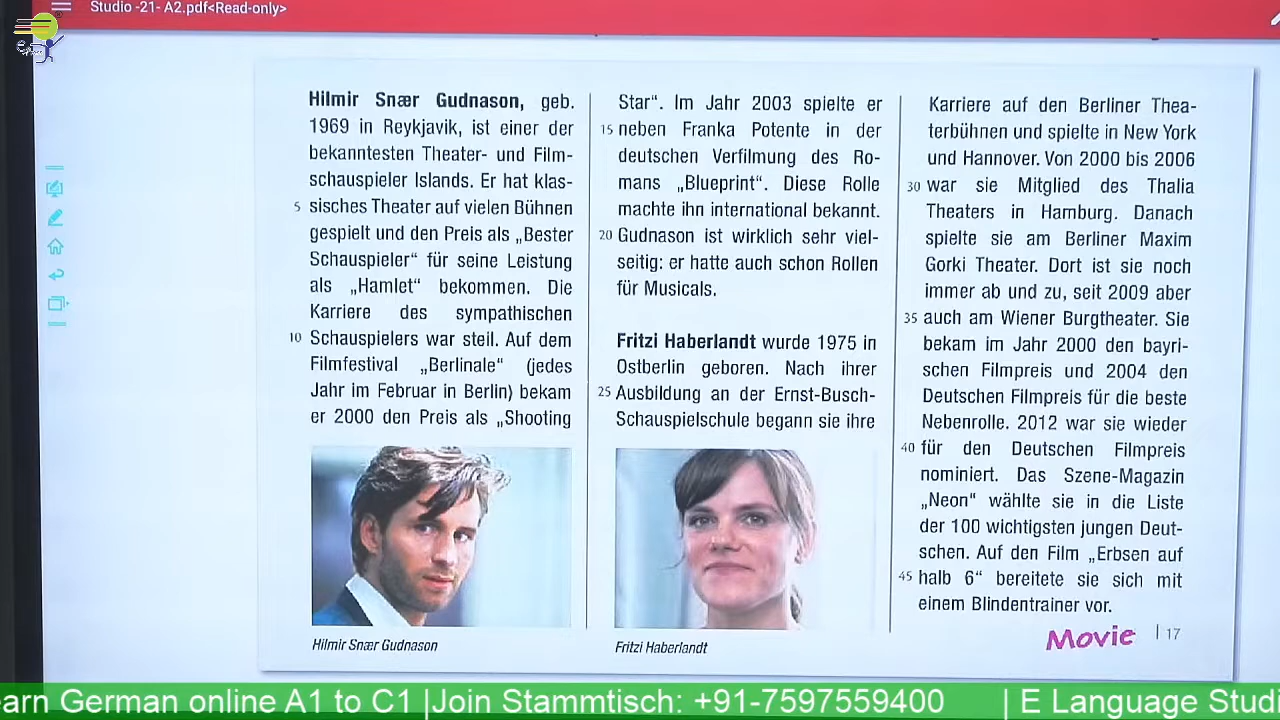 Studio -21- A2.pdf<Read-only>
Hilmir Snær Gudnason, geb.
1969 in Reykjavik, ist einer der
bekanntesten Theater- und Film-
schauspieler Islands. Er hat klas-
5 sisches Theater auf vielen Bühnen
gespielt und den Preis als „Bester
Schauspieler“ für seine Leistung
als „Hamlet“ bekommen. Die
Karriere des sympathischen
10 Schauspielers war steil. Auf dem
Filmfestival „Berlinale“ (jedes
Jahr im Februar in Berlin) bekam
er 2000 den Preis als „Shooting
Star“. Im Jahr 2003 spielte er
15 neben Franka Potente in der
deutschen Verfilmung des Ro-
mans „Blueprint“. Diese Rolle
machte ihn international bekannt.
20 Gudnason ist wirklich sehr viel-
seitig: er hatte auch schon Rollen
für Musicals.
Fritzi Haberlandt wurde 1975 in
Ostberlin geboren. Nach ihrer
25 Ausbildung an der Ernst-Busch-
Schauspielschule begann sie ihre
Karriere auf den Berliner Thea-
terbühnen und spielte in New York
und Hannover. Von 2000 bis 2006
30 war sie Mitglied des Thalia
Theaters in Hamburg. Danach
spielte sie am Berliner Maxim
Gorki Theater. Dort ist sie noch
immer ab und zu, seit 2009 aber
35 auch am Wiener Burgtheater. Sie
bekam im Jahr 2000 den bayri-
schen Filmpreis und 2004 den
Deutschen Filmpreis für die beste
Nebenrolle. 2012 war sie wieder
40 für den Deutschen Filmpreis
nominiert. Das Szene-Magazin
„Neon“ wählte sie in die Liste
der 100 wichtigsten jungen Deut-
schen. Auf den Film „Erbsen auf
45 halb 6“ bereitete sie sich mit
einem Blindentrainer vor.
Hilmir Snær Gudnason
Fritzi Haberlandt
Movie | 17
earn German online A1 to C1 |Join Stammtisch: +91-7597559400 | E Language Studi